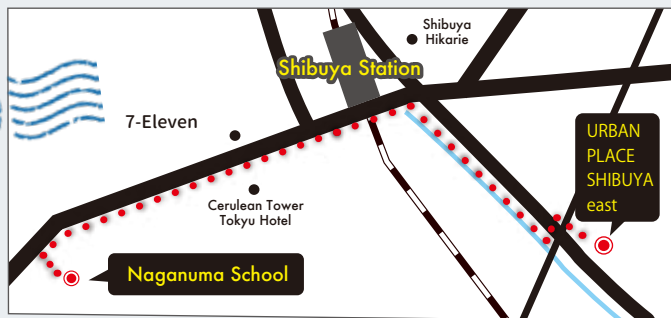 Shibuya
Hikarie
Shibuya Station
7-Eleven
URBAN
PLACE
SHIBUYA
east
Cerulean Tower
Tokyu Hotel
Naganuma School